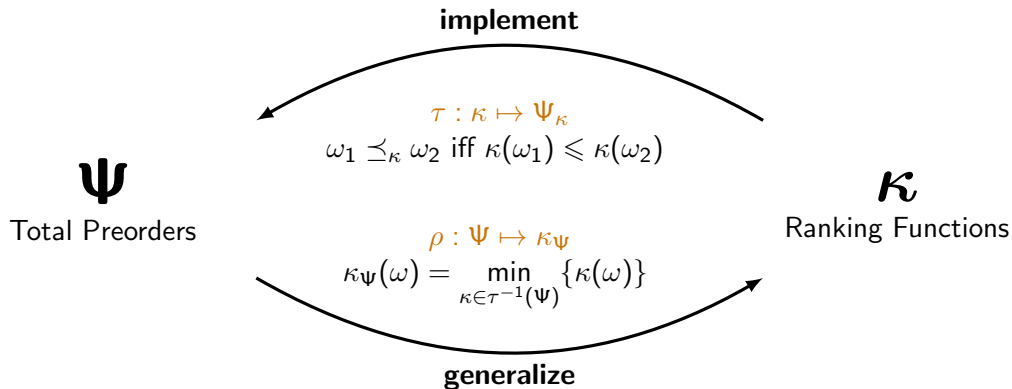 implement
τ : κ ↦ Ψ_κ
ω₁ ⪯_κ ω₂ iff κ(ω₁) ⩽ κ(ω₂)
Ψ
Total Preorders
κ
Ranking Functions
ρ : Ψ ↦ κ_Ψ
κ_Ψ(ω) = min_{κ∈τ⁻¹(Ψ)} {κ(ω)}
generalize